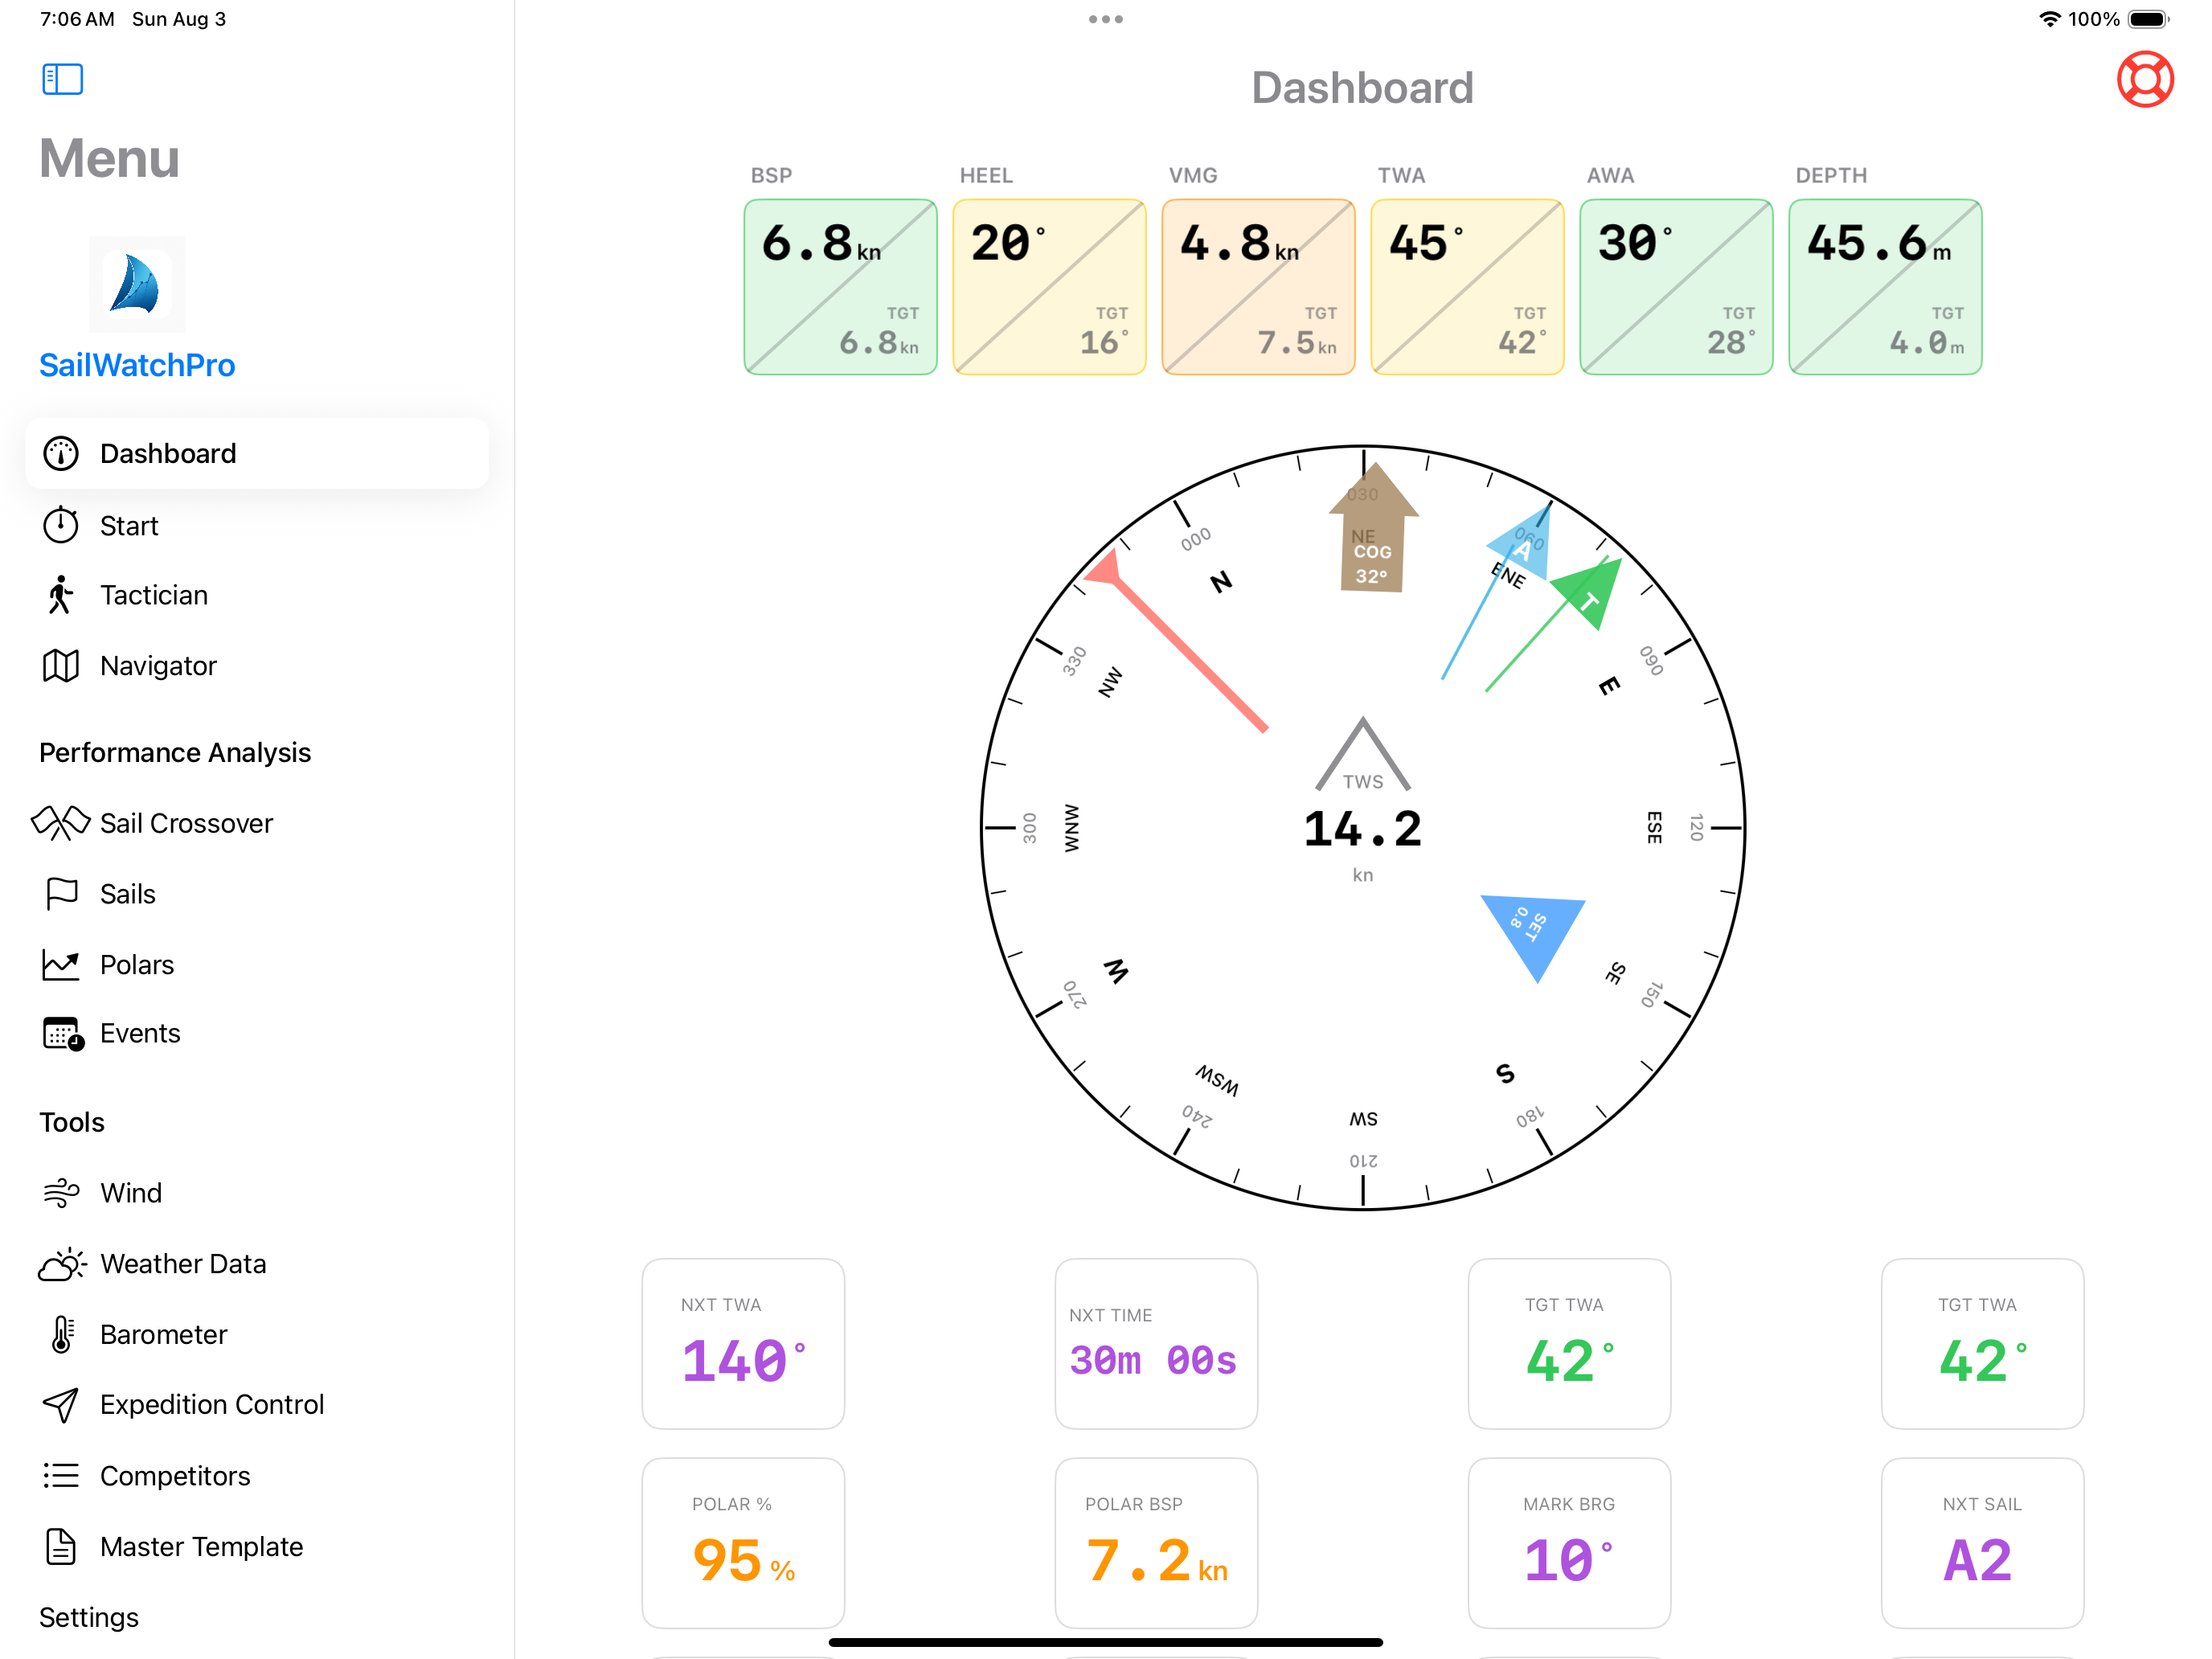 7:06 AM Sun Aug 3
100%
Menu
SailWatchPro
Dashboard
Start
Tactician
Navigator
Performance Analysis
Sail Crossover
Sails
Polars
Events
Tools
Wind
Weather Data
Barometer
Expedition Control
Competitors
Master Template
Settings
Dashboard
BSP HEEL VMG TWA AWA DEPTH
6.8 kn 20° 4.8 kn 45° 30° 45.6 m
TGT TGT TGT TGT TGT TGT
6.8 kn 16° 7.5 kn 42° 28° 4.0 m
030
NE
COG
32°
000
N
060
A
ENE
T
330
NW
090
E
TWS
14.2
kn
300
WNW
ESE
120
SET
0.8
W
270
SE
150
WSW
240
S
180
SW
210
NXT TWA
140°
NXT TIME
30m 00s
TGT TWA
42°
TGT TWA
42°
POLAR %
95 %
POLAR BSP
7.2 kn
MARK BRG
10°
NXT SAIL
A2